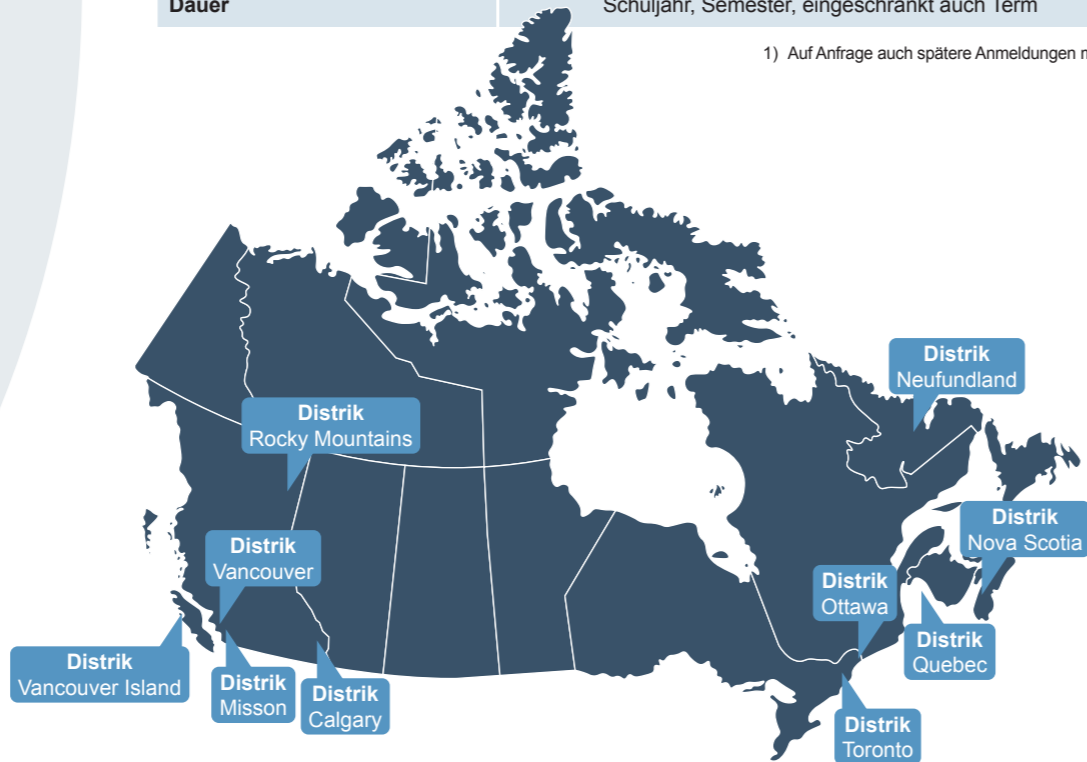 Dauer Schuljahr, Semester, eingeschränkt auch Term
1) Auf Anfrage auch spätere Anmeldungen
Distrik
Neufundland
Distrik
Rocky Mountains
Distrik
Nova Scotia
Distrik
Vancouver
Distrik
Ottawa
Distrik
Quebec
Distrik
Vancouver Island
Distrik
Misson
Distrik
Calgary
Distrik
Toronto